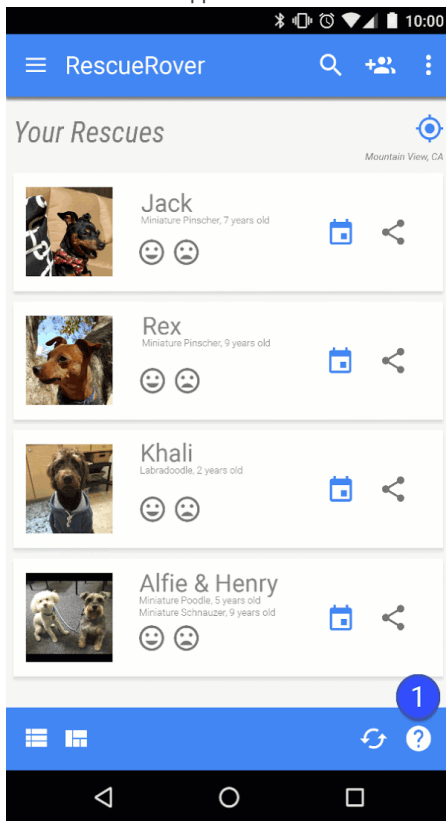 10:00
RescueRover
Your Rescues
Mountain View, CA
Jack
Miniature Pinscher, 7 years old
Rex
Miniature Pinscher, 9 years old
Khali
Labradoodle, 2 years old
Alfie & Henry
Miniature Poodle, 5 years old
Miniature Schnauzer, 9 years old
1